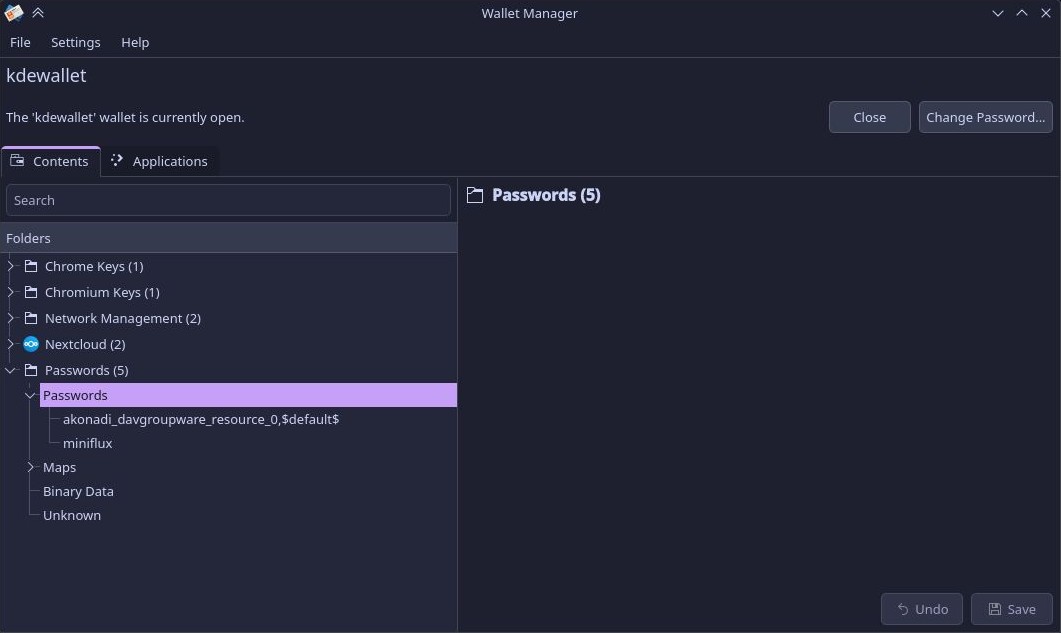 Wallet Manager
File Settings Help
kdewallet
The 'kdewallet' wallet is currently open.
Close
Change Password...
Contents
Applications
Search
Folders
Chrome Keys (1)
Chromium Keys (1)
Network Management (2)
Nextcloud (2)
Passwords (5)
Passwords
akonadi_davgroupware_resource_0,$default$
miniflux
Maps
Binary Data
Unknown
Passwords (5)
Undo
Save